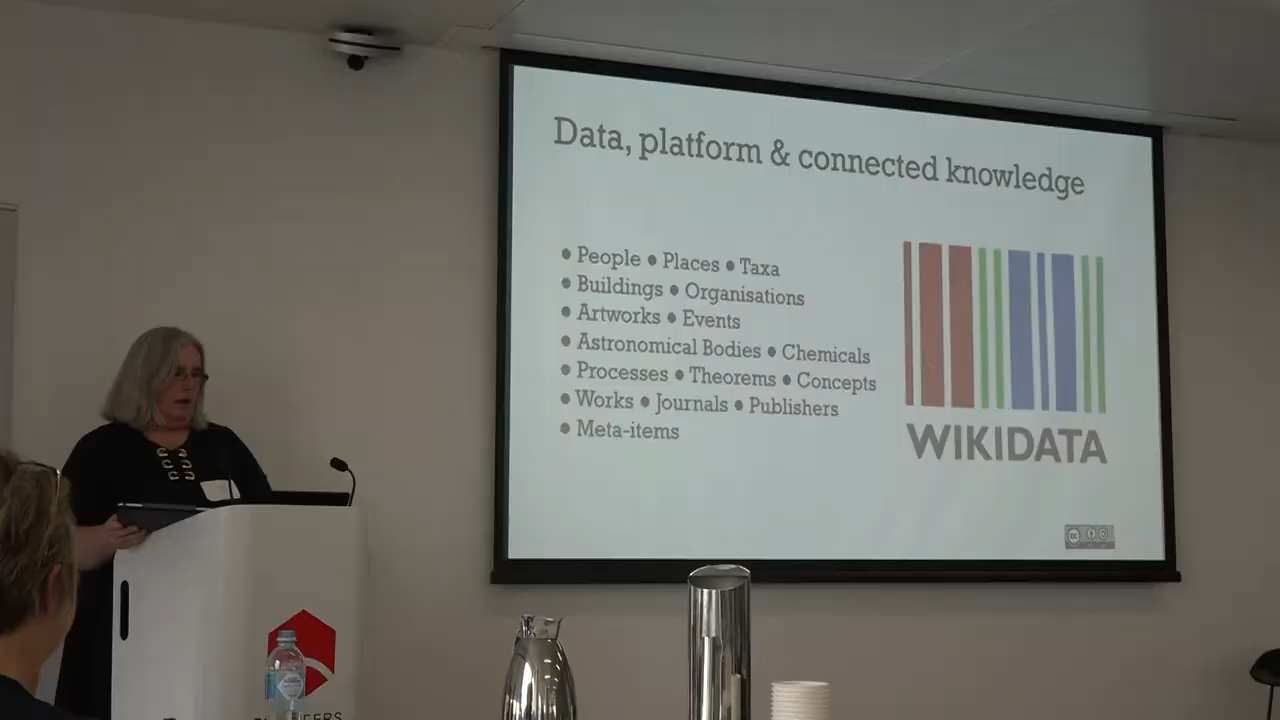 Data, platform & connected knowledge
• People • Places • Taxa
• Buildings • Organisations
• Artworks • Events
• Astronomical Bodies • Chemicals
• Processes • Theorems • Concepts
• Works • Journals • Publishers
• Meta-items
WIKIDATA
cc